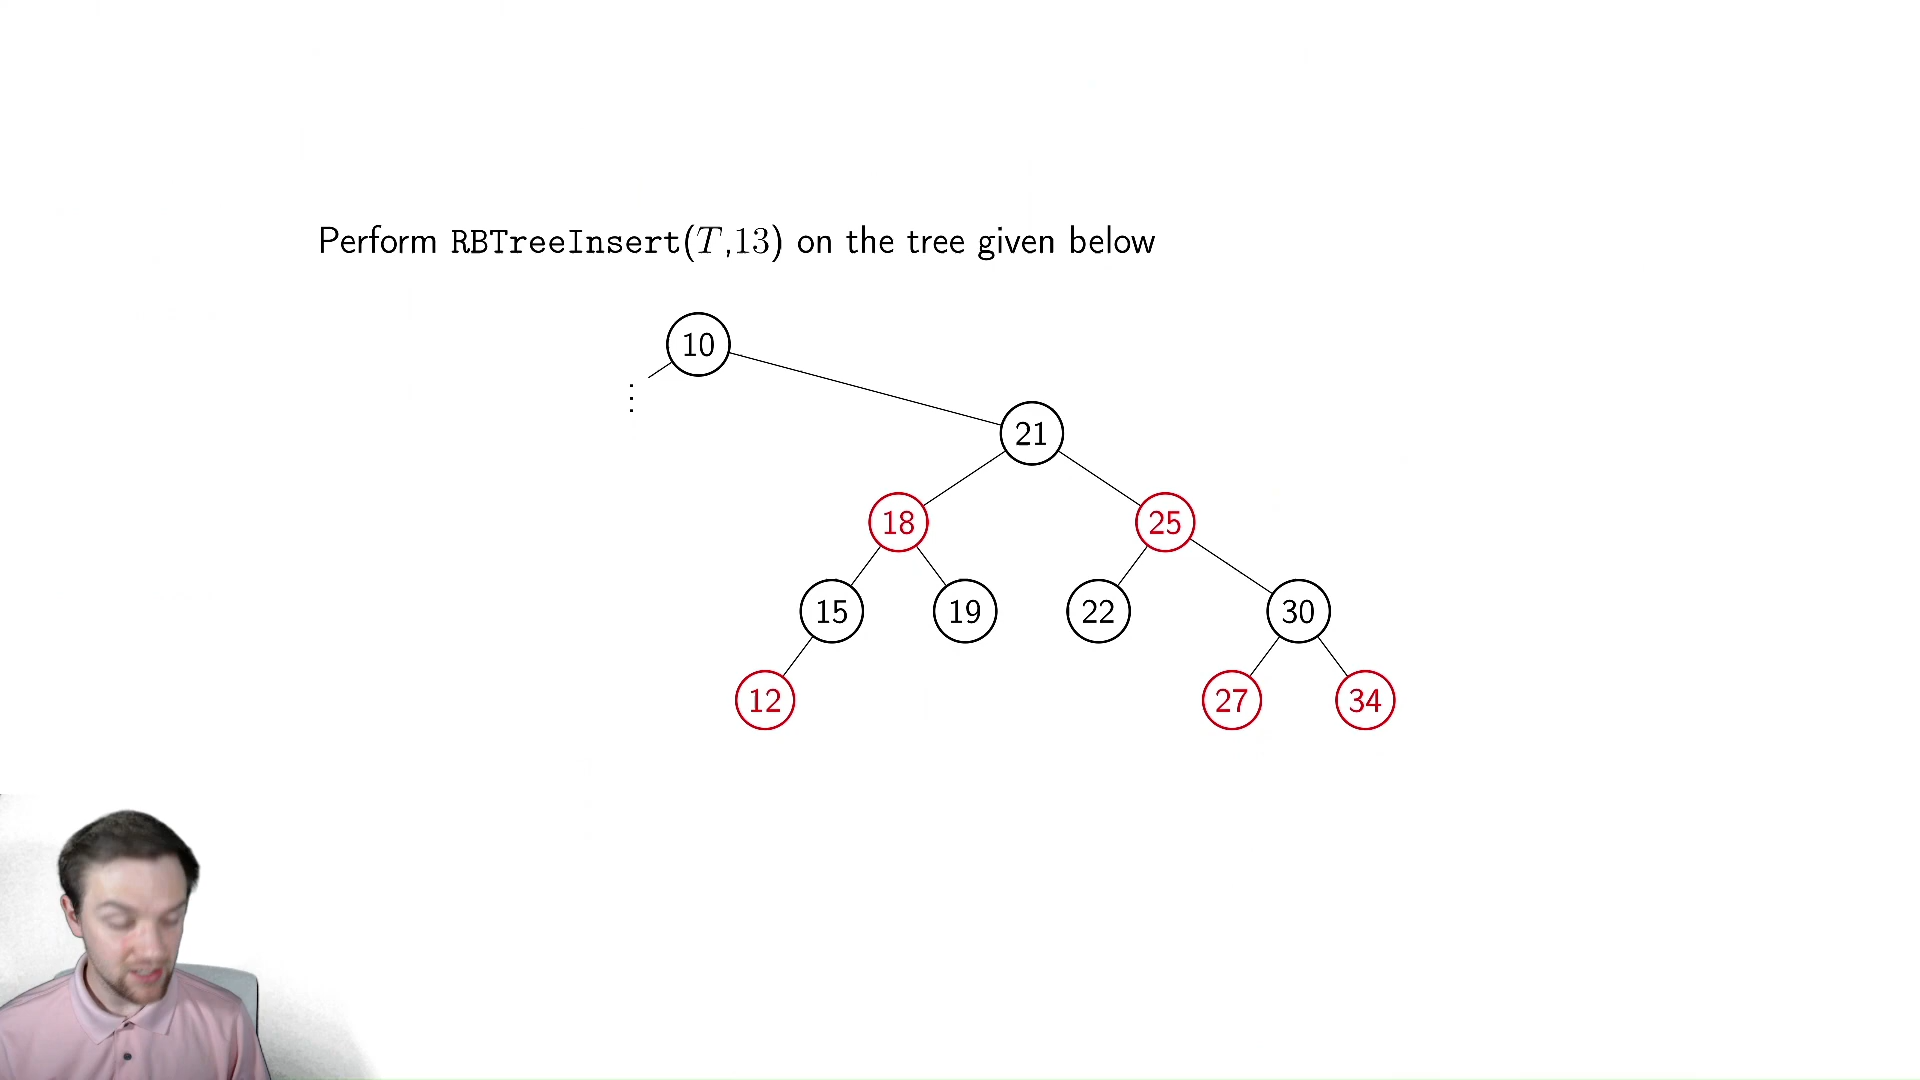 Perform RBTreeInsert(T,13) on the tree given below
10
⋮
21
18 25
15 19 22 30
12 27 34